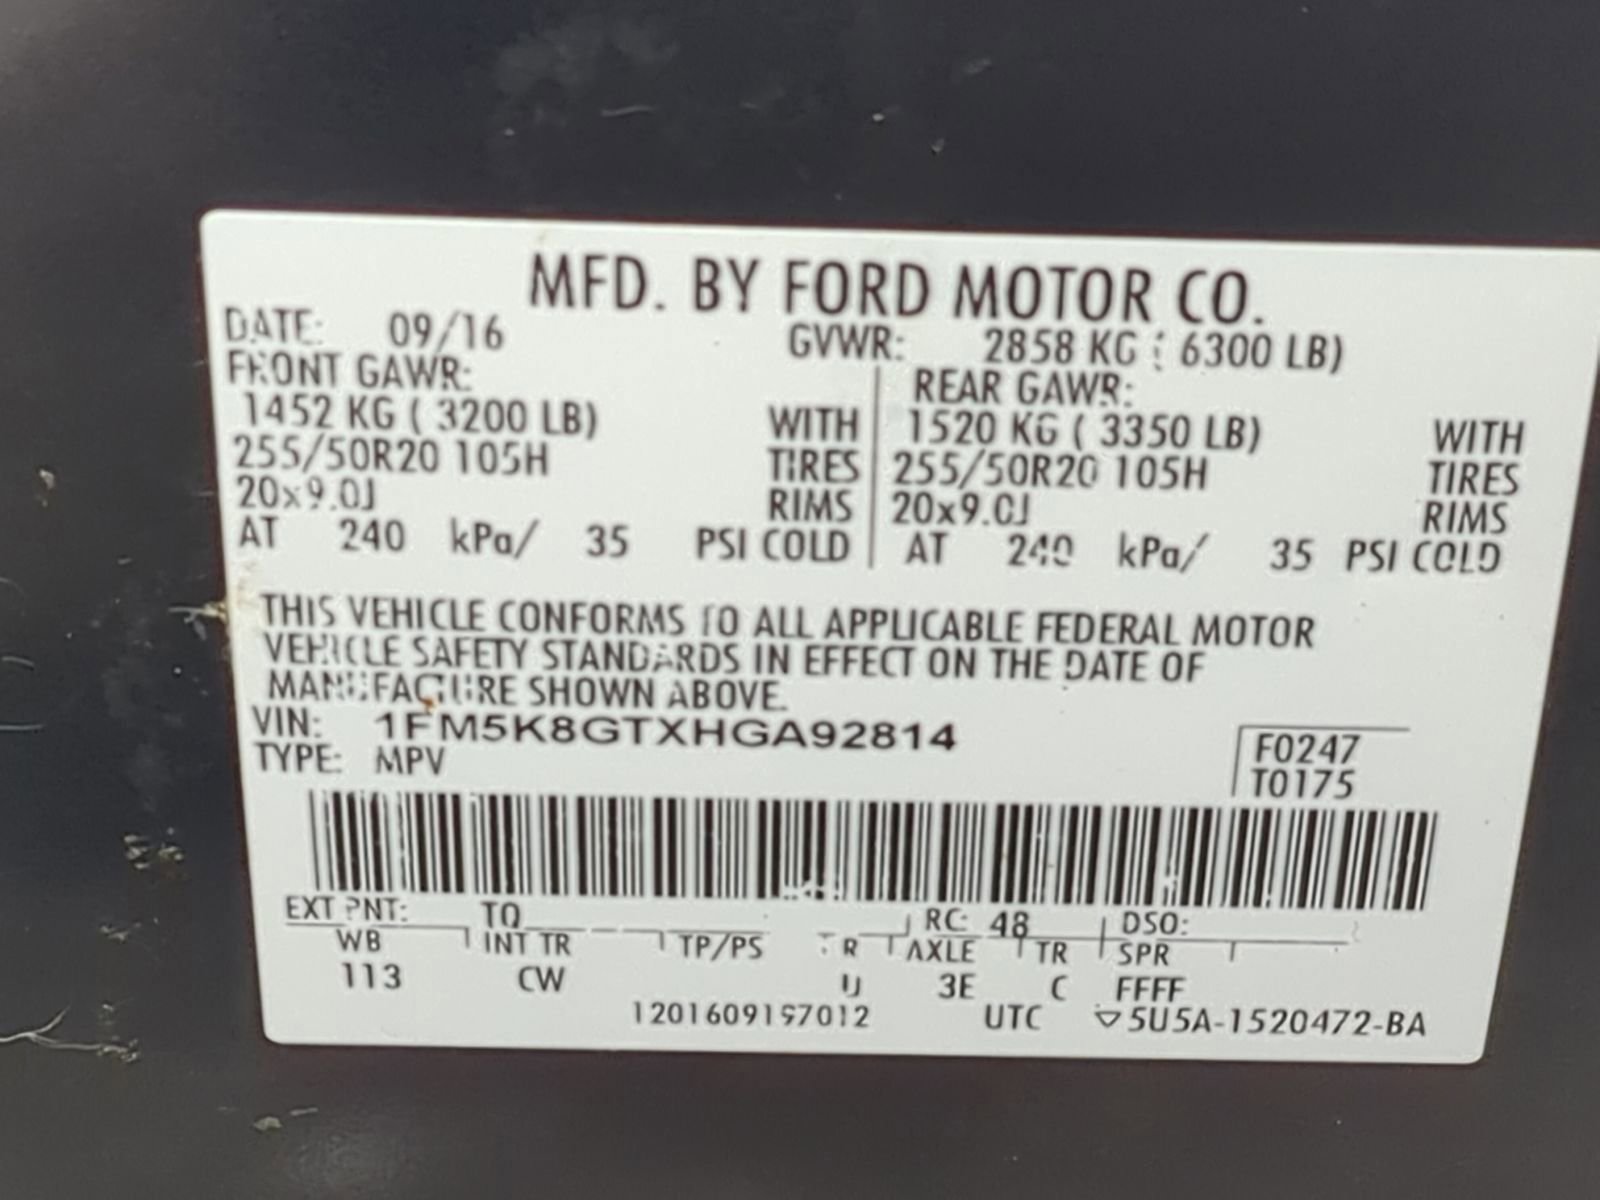 MFD. BY FORD MOTOR CO.
DATE: 09/16 GVWR: 2858 KG ( 6300 LB)
FRONT GAWR: REAR GAWR:
1452 KG ( 3200 LB) WITH 1520 KG ( 3350 LB) WITH
255/50R20 105H TIRES 255/50R20 105H TIRES
20x9.0J RIMS 20x9.0J RIMS
AT 240 kPa/ 35 PSI COLD AT 240 kPa/ 35 PSI COLD
THIS VEHICLE CONFORMS TO ALL APPLICABLE FEDERAL MOTOR
VEHICLE SAFETY STANDARDS IN EFFECT ON THE DATE OF
MANUFACTURE SHOWN ABOVE.
VIN: 1FM5K8GTXHGA92814
TYPE: MPV
F0247
T0175
EXT PNT: TQ RC: 48 DSO:
WB INT TR TP/PS R AXLE TR SPR
113 CW U 3E C FFFF
1201609197012 UTC ▽5U5A-1520472-BA